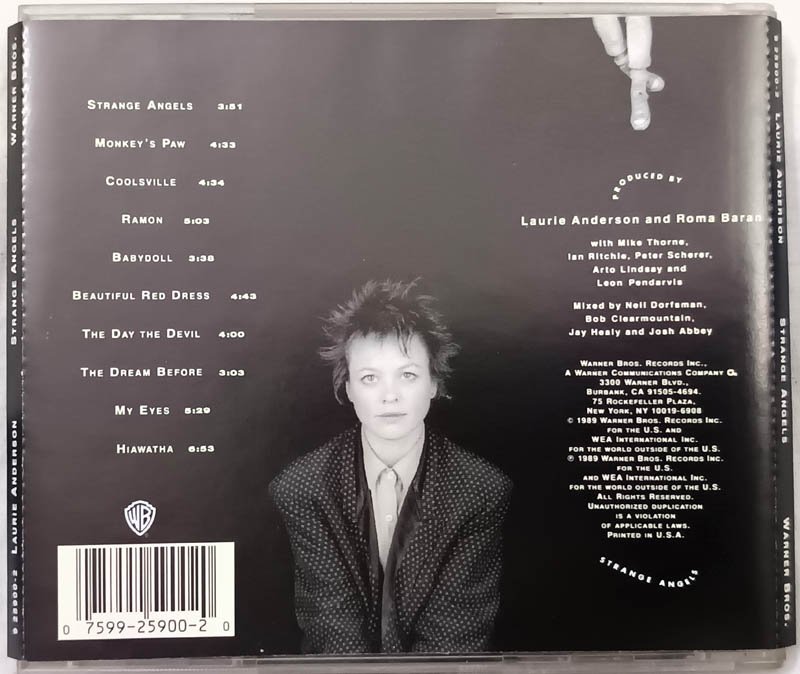 WARNER BROS.
STRANGE ANGELS
LAURIE ANDERSON
9 25900-2
STRANGE ANGELS 3:51
MONKEY'S PAW 4:33
COOLSVILLE 4:34
RAMON 5:03
BABYDOLL 3:38
BEAUTIFUL RED DRESS 4:43
THE DAY THE DEVIL 4:00
THE DREAM BEFORE 3:03
MY EYES 5:29
HIAWATHA 6:53
WB
0 7599-25900-2 0
PRODUCED BY
Laurie Anderson and Roma Baran
with Mike Thorne,
Ian Ritchie, Peter Scherer,
Arto Lindsay and
Leon Pendarvis
Mixed by Neil Dorfsman,
Bob Clearmountain,
Jay Healy and Josh Abbey
WARNER BROS. RECORDS INC.,
A WARNER COMMUNICATIONS COMPANY
3300 WARNER BLVD.,
BURBANK, CA 91505-4694.
75 ROCKEFELLER PLAZA,
NEW YORK, NY 10019-6908
© 1989 WARNER BROS. RECORDS INC.
FOR THE U.S. AND
WEA INTERNATIONAL INC.
FOR THE WORLD OUTSIDE OF THE U.S.
℗ 1989 WARNER BROS. RECORDS INC.
FOR THE U.S.
AND WEA INTERNATIONAL INC.
FOR THE WORLD OUTSIDE OF THE U.S.
ALL RIGHTS RESERVED.
UNAUTHORIZED DUPLICATION
IS A VIOLATION
OF APPLICABLE LAWS.
PRINTED IN U.S.A.
STRANGE ANGELS
9 25900-2
LAURIE ANDERSON
STRANGE ANGELS
WARNER BROS.